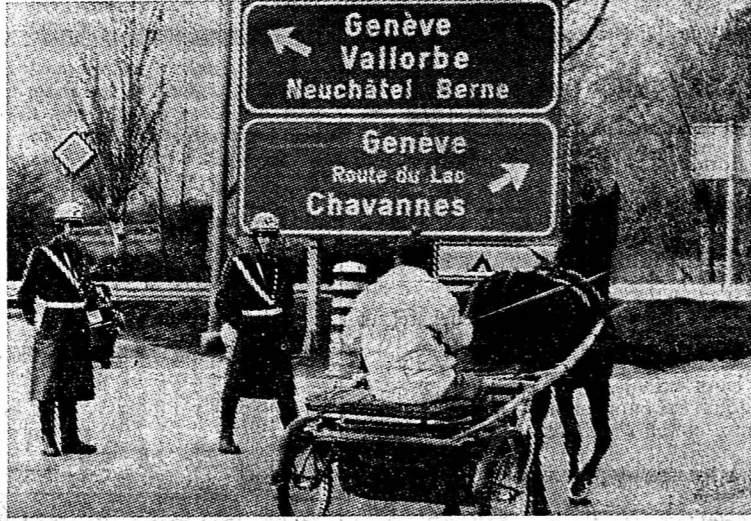 Genève
Vallorbe
Neuchâtel Berne
Genève
Route du Lac
Chavannes